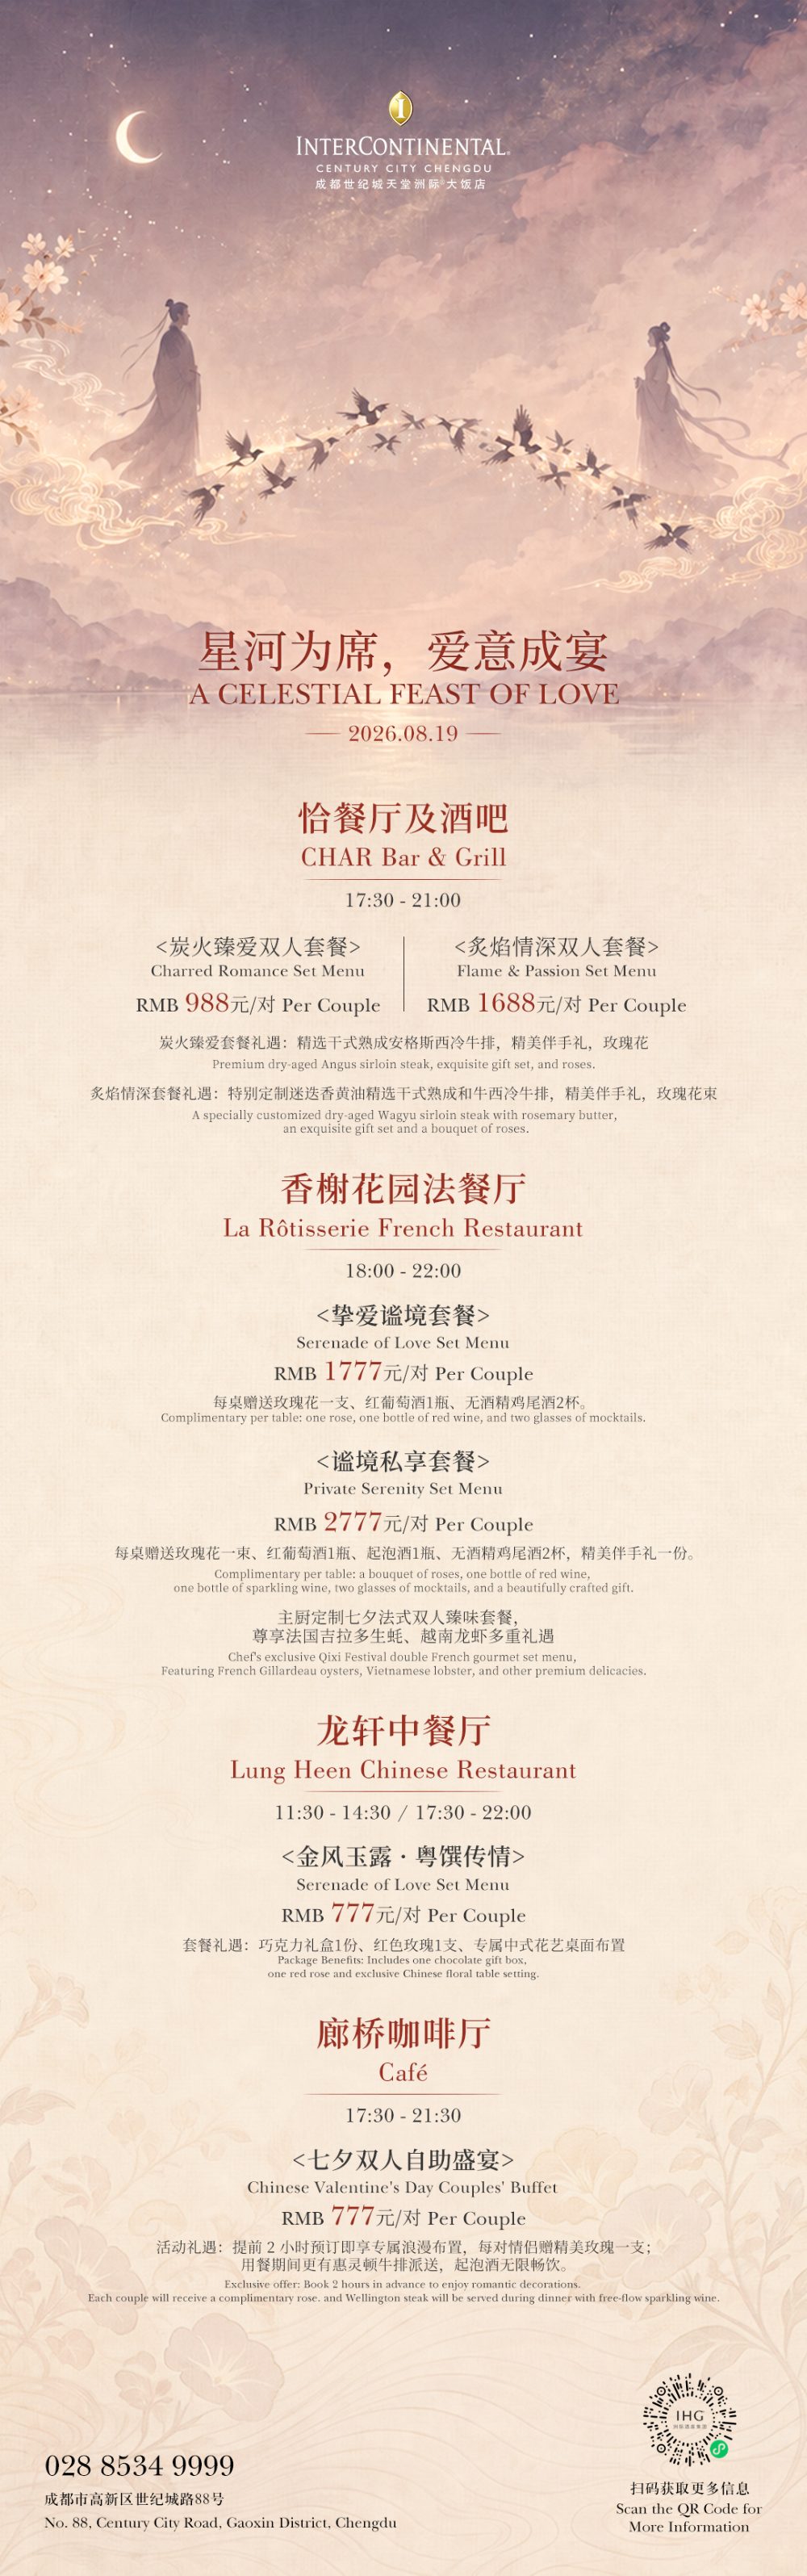 INTERCONTINENTAL
CENTURY CITY CHENGDU
成都世纪城天堂洲际大饭店
星河为席，爱意成宴
A CELESTIAL FEAST OF LOVE
2026.08.19
恰餐厅及酒吧
CHAR Bar & Grill
17:30 - 21:00
<炭火臻爱双人套餐>
Charred Romance Set Menu
RMB 988元/对 Per Couple
<炙焰情深双人套餐>
Flame & Passion Set Menu
RMB 1688元/对 Per Couple
炭火臻爱套餐礼遇：精选干式熟成安格斯西冷牛排，精美伴手礼，玫瑰花
Premium dry-aged Angus sirloin steak, exquisite gift set, and roses.
炙焰情深套餐礼遇：特别定制迷迭香黄油精选干式熟成和牛西冷牛排，精美伴手礼，玫瑰花束
A specially customized dry-aged Wagyu sirloin steak with rosemary butter,
an exquisite gift set and a bouquet of roses.
香榭花园法餐厅
La Rôtisserie French Restaurant
18:00 - 22:00
<挚爱谧境套餐>
Serenade of Love Set Menu
RMB 1777元/对 Per Couple
每桌赠送玫瑰花一支、红葡萄酒1瓶、无酒精鸡尾酒2杯。
Complimentary per table: one rose, one bottle of red wine, and two glasses of mocktails.
<谧境私享套餐>
Private Serenity Set Menu
RMB 2777元/对 Per Couple
每桌赠送玫瑰花一束、红葡萄酒1瓶、起泡酒1瓶、无酒精鸡尾酒2杯，精美伴手礼一份。
Complimentary per table: a bouquet of roses, one bottle of red wine,
one bottle of sparkling wine, two glasses of mocktails, and a beautifully crafted gift.
主厨定制七夕法式双人臻味套餐，
尊享法国吉拉多生蚝、越南龙虾多重礼遇
Chef's exclusive Qixi Festival double French gourmet set menu,
Featuring French Gillardeau oysters, Vietnamese lobster, and other premium delicacies.
龙轩中餐厅
Lung Heen Chinese Restaurant
11:30 - 14:30 / 17:30 - 22:00
<金风玉露 · 粤馔传情>
Serenade of Love Set Menu
RMB 777元/对 Per Couple
套餐礼遇：巧克力礼盒1份、红色玫瑰1支、专属中式花艺桌面布置
Package Benefits: Includes one chocolate gift box,
one red rose and exclusive Chinese floral table setting.
廊桥咖啡厅
Café
17:30 - 21:30
<七夕双人自助盛宴>
Chinese Valentine's Day Couples' Buffet
RMB 777元/对 Per Couple
活动礼遇：提前 2 小时预订即享专属浪漫布置，每对情侣赠精美玫瑰一支；
用餐期间更有惠灵顿牛排派送，起泡酒无限畅饮。
Exclusive offer: Book 2 hours in advance to enjoy romantic decorations.
Each couple will receive a complimentary rose. and Wellington steak will be served during dinner with free-flow sparkling wine.
028 8534 9999
成都市高新区世纪城路88号
No. 88, Century City Road, Gaoxin District, Chengdu
IHG
扫码获取更多信息
Scan the QR Code for
More Information